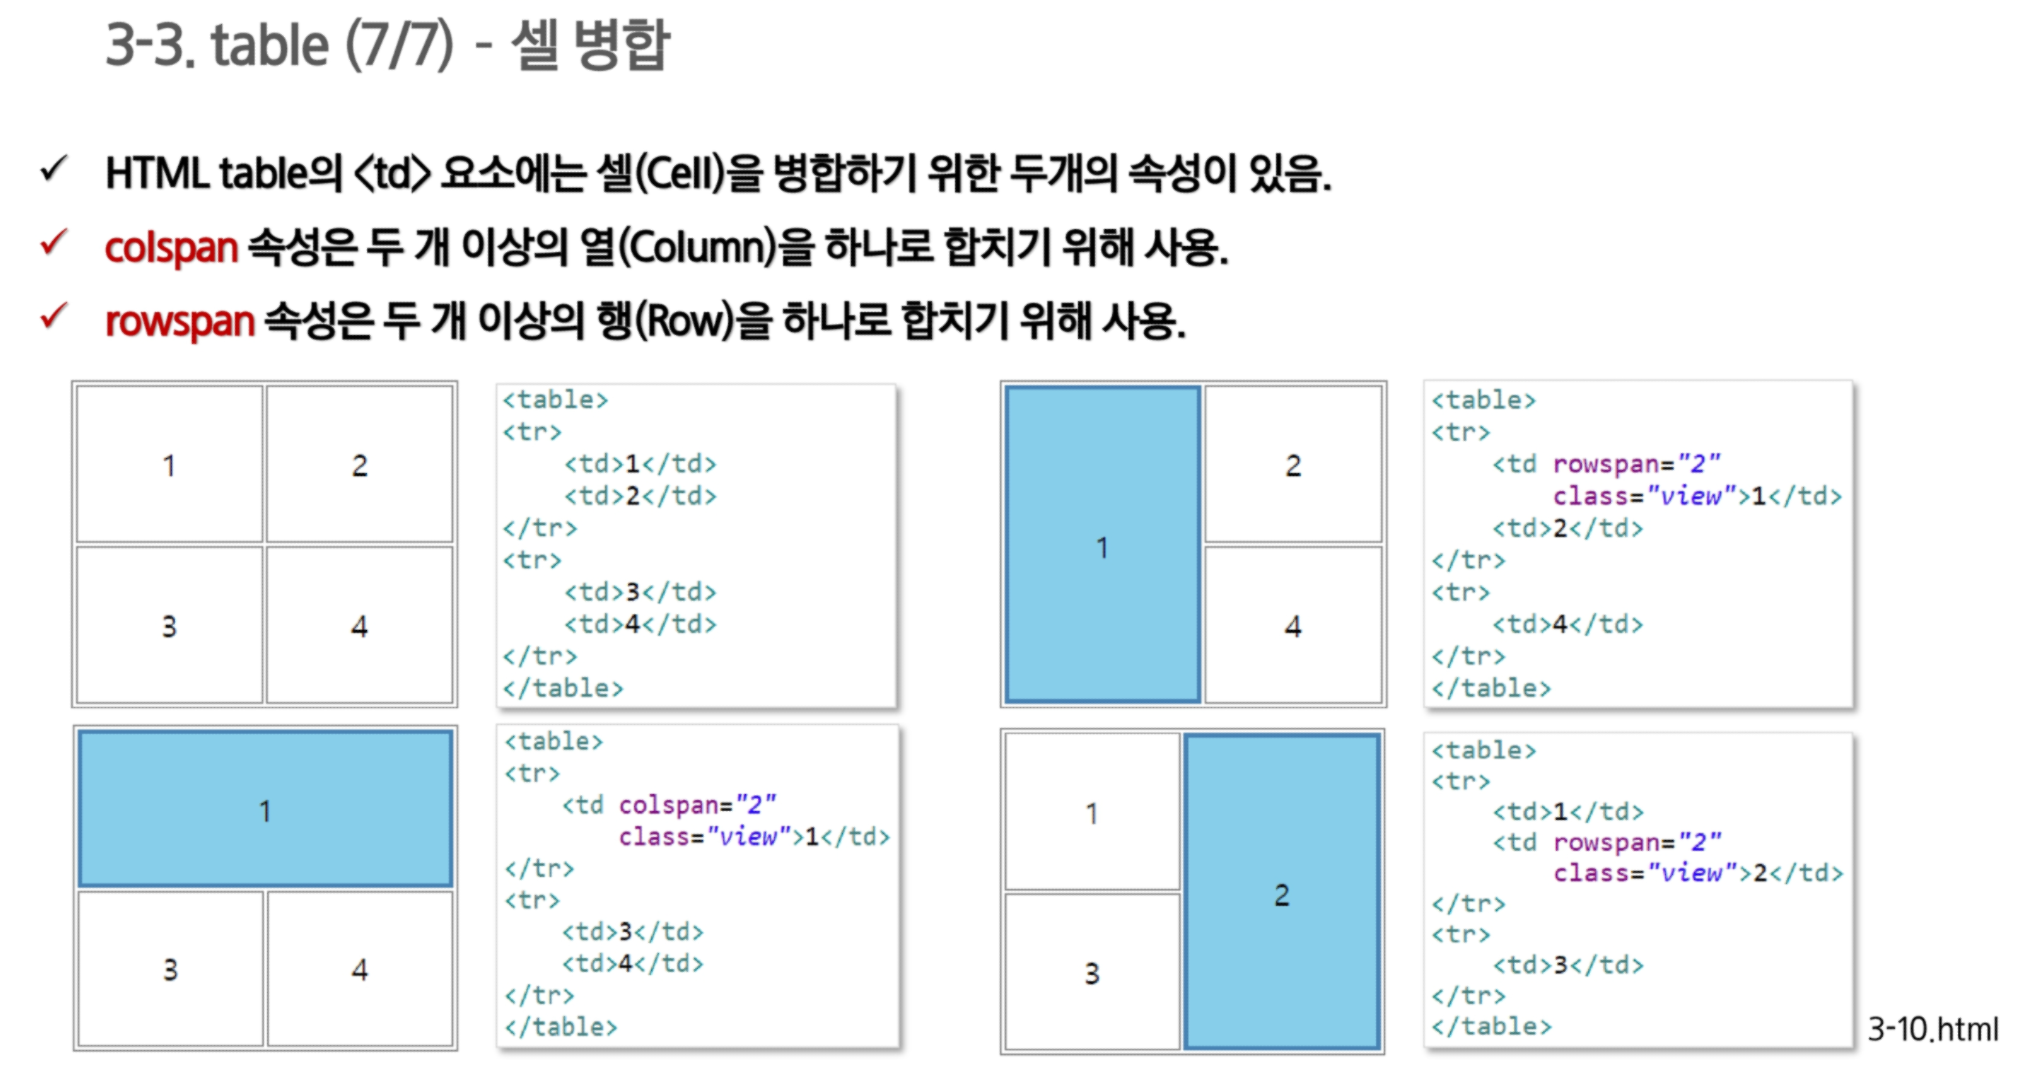 3-3. table (7/7) - 셀 병합
✓ HTML table의 <td> 요소에는 셀(Cell)을 병합하기 위한 두개의 속성이 있음.
✓ colspan 속성은 두 개 이상의 열(Column)을 하나로 합치기 위해 사용.
✓ rowspan 속성은 두 개 이상의 행(Row)을 하나로 합치기 위해 사용.
1 2
3 4
<table>
<tr>
    <td>1</td>
    <td>2</td>
</tr>
<tr>
    <td>3</td>
    <td>4</td>
</tr>
</table>
1 2
4
<table>
<tr>
    <td rowspan="2"
        class="view">1</td>
    <td>2</td>
</tr>
<tr>
    <td>4</td>
</tr>
</table>
1
3 4
<table>
<tr>
    <td colspan="2"
        class="view">1</td>
</tr>
<tr>
    <td>3</td>
    <td>4</td>
</tr>
</table>
1 2
3
<table>
<tr>
    <td>1</td>
    <td rowspan="2"
        class="view">2</td>
</tr>
<tr>
    <td>3</td>
</tr>
</table>
3-10.html